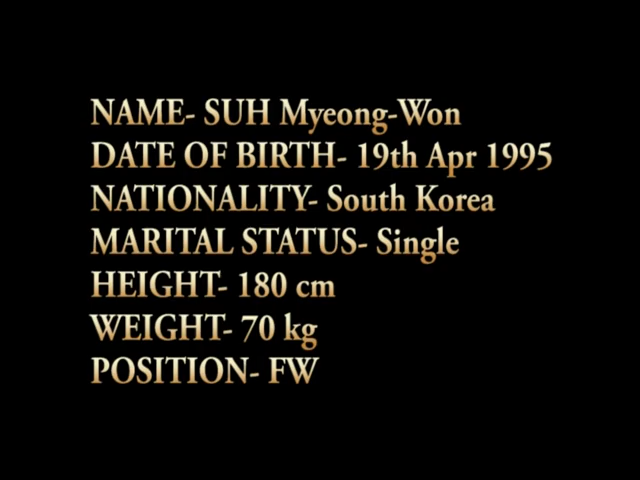 NAME- SUH Myeong-Won
DATE OF BIRTH- 19th Apr 1995
NATIONALITY- South Korea
MARITAL STATUS- Single
HEIGHT- 180 cm
WEIGHT- 70 kg
POSITION- FW